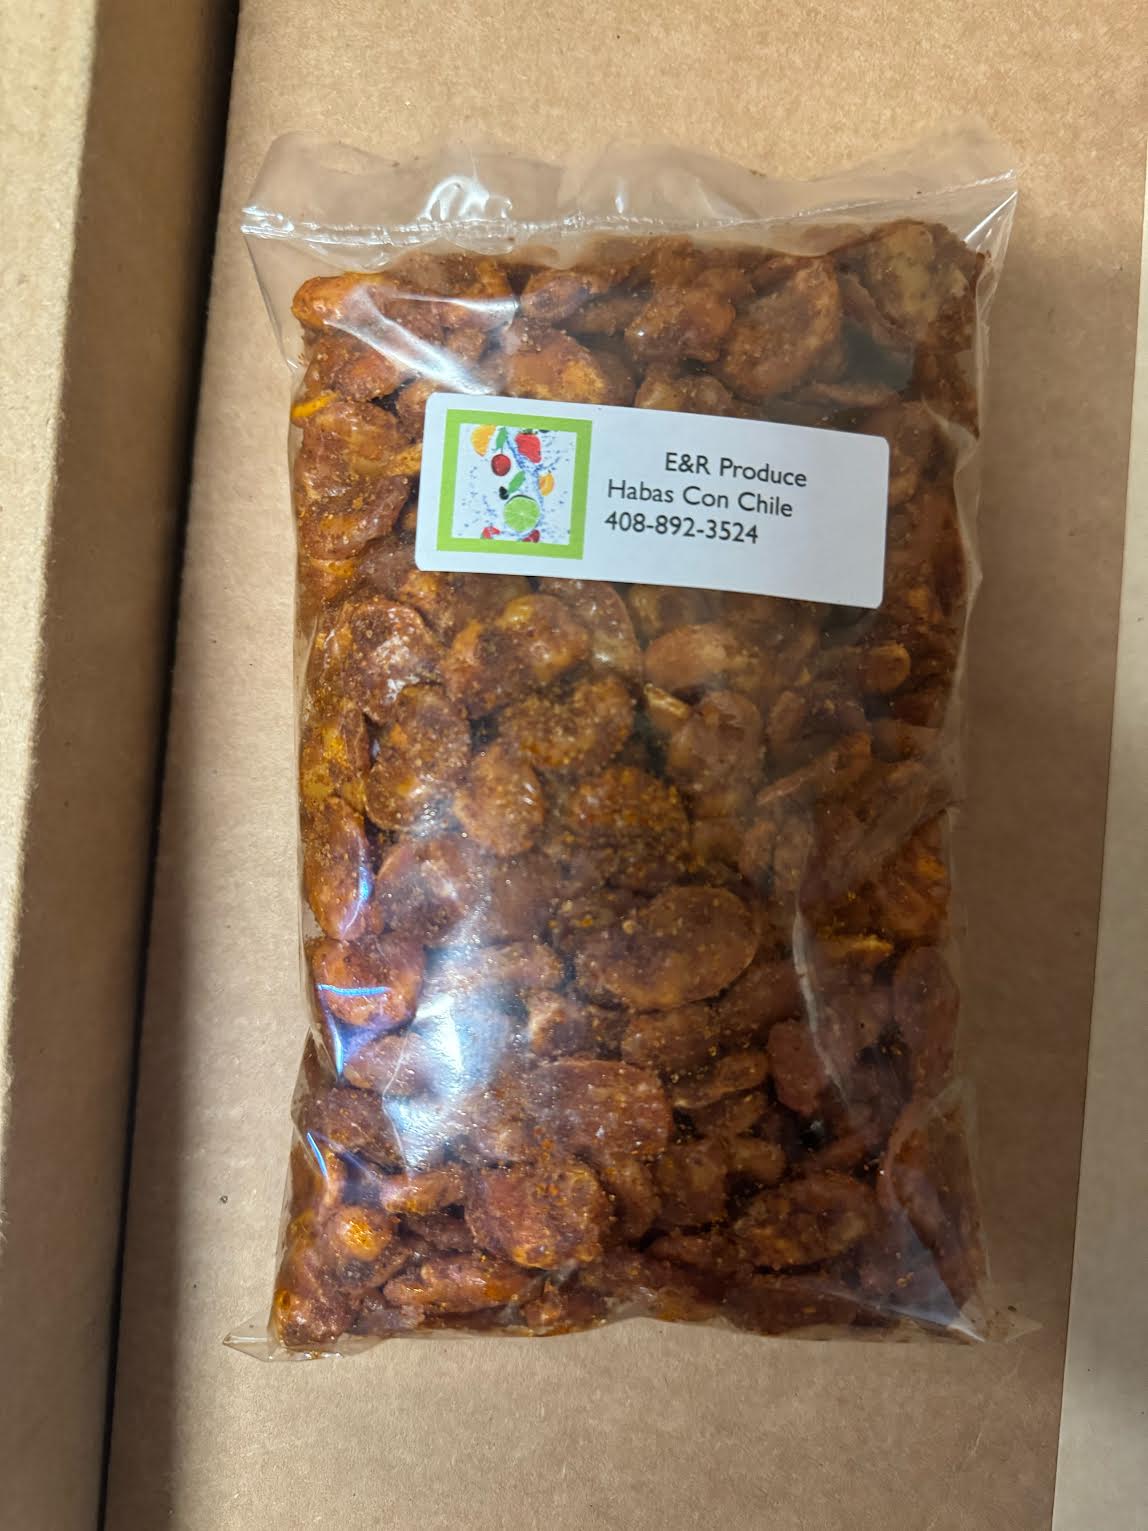 E&R Produce
Habas Con Chile
408-892-3524